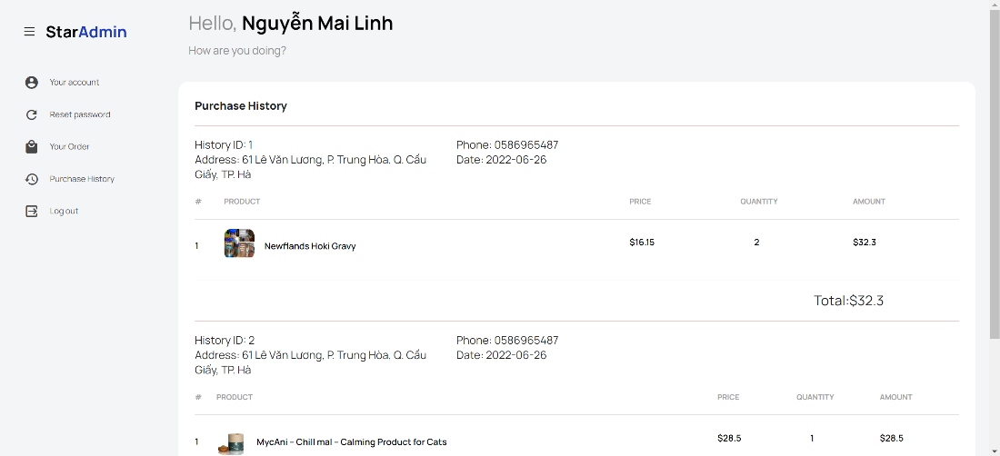 StarAdmin
Your account
Reset password
Your Order
Purchase History
Log out
Hello, Nguyễn Mai Linh
How are you doing?
Purchase History
History ID: 1
Address: 61 Lê Văn Lương, P. Trung Hòa, Q. Cầu
Giấy, TP. Hà
Phone: 0586965487
Date: 2022-06-26
# PRODUCT PRICE QUANTITY AMOUNT
1 Newflands Hoki Gravy $16.15 2 $32.3
Total:$32.3
History ID: 2
Address: 61 Lê Văn Lương, P. Trung Hòa, Q. Cầu
Giấy, TP. Hà
Phone: 0586965487
Date: 2022-06-26
# PRODUCT PRICE QUANTITY AMOUNT
1 MycAni – Chill mal – Calming Product for Cats $28.5 1 $28.5